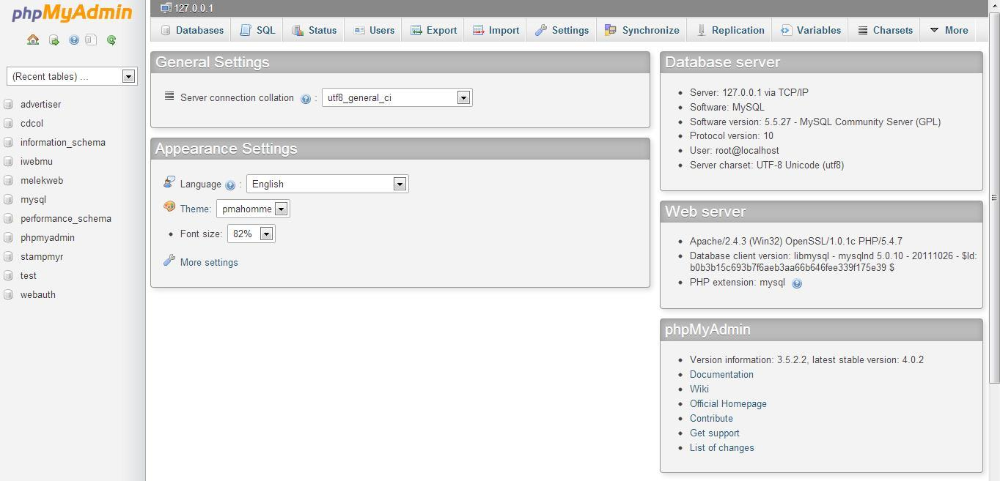 phpMyAdmin
(Recent tables) ...
advertiser
cdcol
information_schema
iwebmu
melekweb
mysql
performance_schema
phpmyadmin
stampmyr
test
webauth
127.0.0.1
Databases SQL Status Users Export Import Settings Synchronize Replication Variables Charsets More
General Settings
Server connection collation : utf8_general_ci
Appearance Settings
Language : English
Theme: pmahomme
Font size: 82%
More settings
Database server
Server: 127.0.0.1 via TCP/IP
Software: MySQL
Software version: 5.5.27 - MySQL Community Server (GPL)
Protocol version: 10
User: root@localhost
Server charset: UTF-8 Unicode (utf8)
Web server
Apache/2.4.3 (Win32) OpenSSL/1.0.1c PHP/5.4.7
Database client version: libmysql - mysqlnd 5.0.10 - 20111026 - $Id:
b0b3b15c693b7f6aeb3aa66b646fee339f175e39 $
PHP extension: mysql
phpMyAdmin
Version information: 3.5.2.2, latest stable version: 4.0.2
Documentation
Wiki
Official Homepage
Contribute
Get support
List of changes